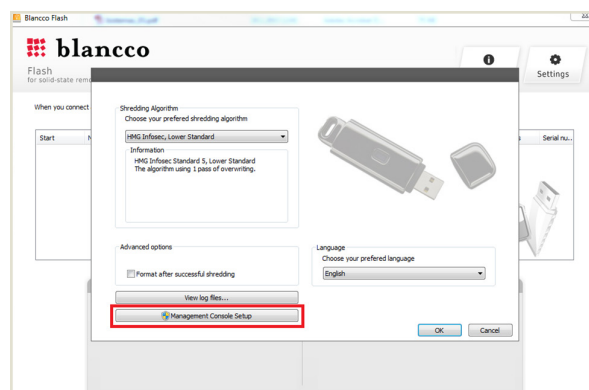 Blancco Flash
blancco
Flash
for solid-state remo
Settings
When you connect
Start
Serial nu...
Shredding Algorithm
Choose your prefered shredding algorithm
HMG Infosec, Lower Standard
Information
HMG Infosec Standard 5, Lower Standard
The algorithm using 1 pass of overwriting.
Advanced options
Format after successful shredding
Language
Choose your prefered language
English
View log files...
Management Console Setup
OK
Cancel